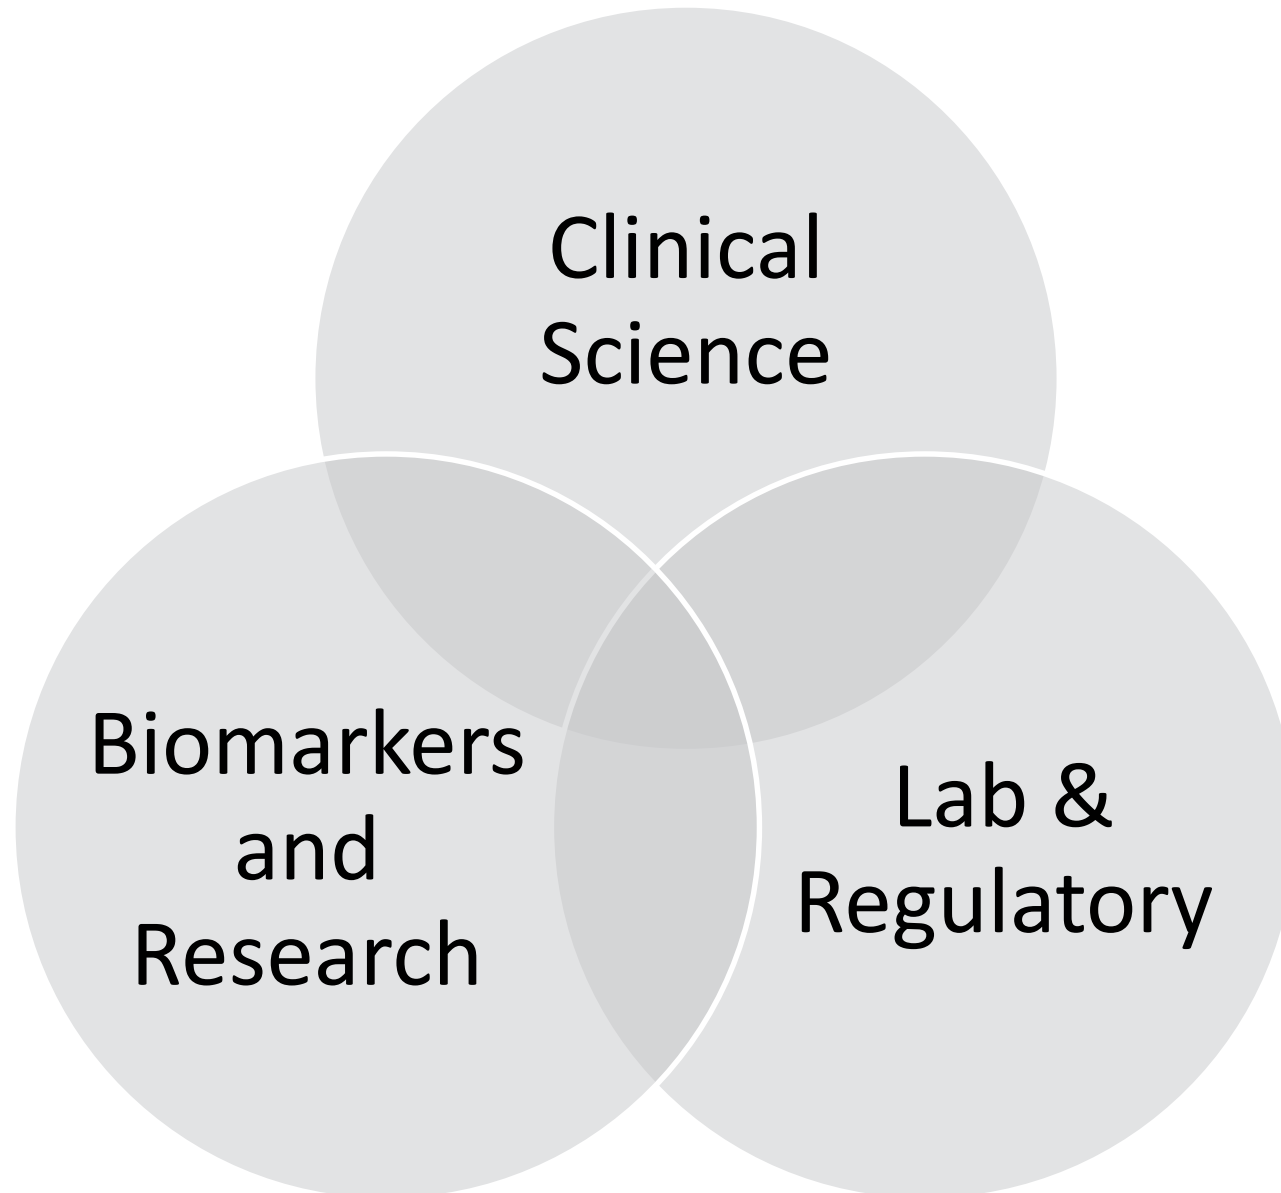 Clinical
Science
Biomarkers
and
Research
Lab &
Regulatory